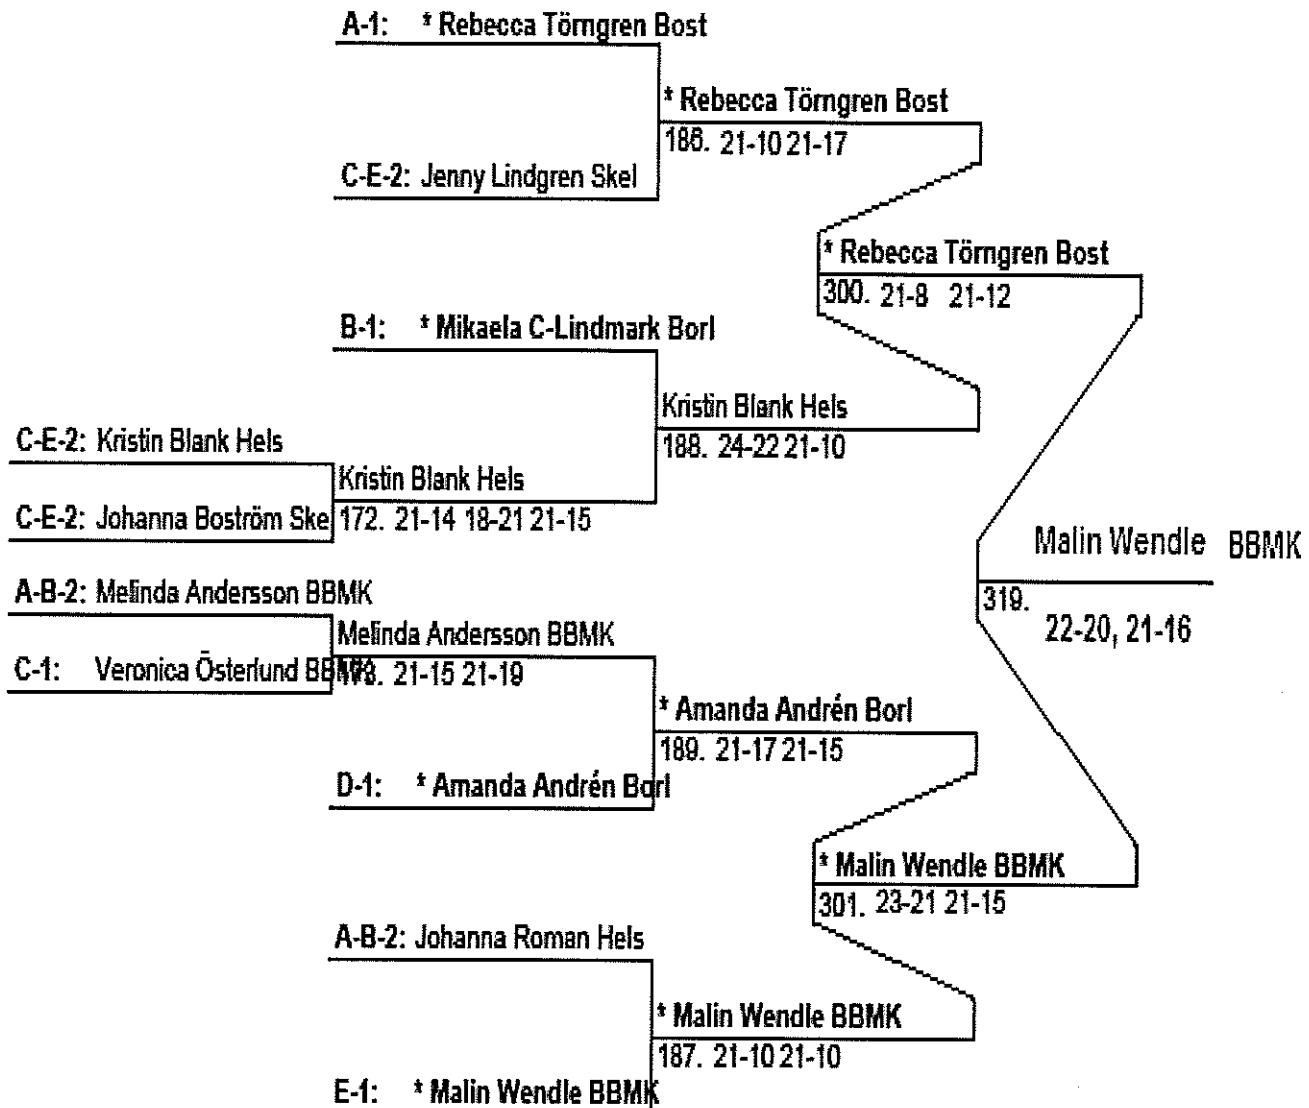 A-1: * Rebecca Törngren Bost
* Rebecca Törngren Bost
186. 21-10 21-17
C-E-2: Jenny Lindgren Skel
* Rebecca Törngren Bost
300. 21-8 21-12
B-1: * Mikaela C-Lindmark Borl
Kristin Blank Hels
188. 24-22 21-10
C-E-2: Kristin Blank Hels
Kristin Blank Hels
C-E-2: Johanna Boström Ske
172. 21-14 18-21 21-15
Malin Wendle BBMK
319.
22-20, 21-16
A-B-2: Melinda Andersson BBMK
Melinda Andersson BBMK
C-1: Veronica Österlund BBMK
173. 21-15 21-19
* Amanda Andrén Borl
189. 21-17 21-15
D-1: * Amanda Andrén Borl
* Malin Wendle BBMK
301. 23-21 21-15
A-B-2: Johanna Roman Hels
* Malin Wendle BBMK
187. 21-10 21-10
E-1: * Malin Wendle BBMK